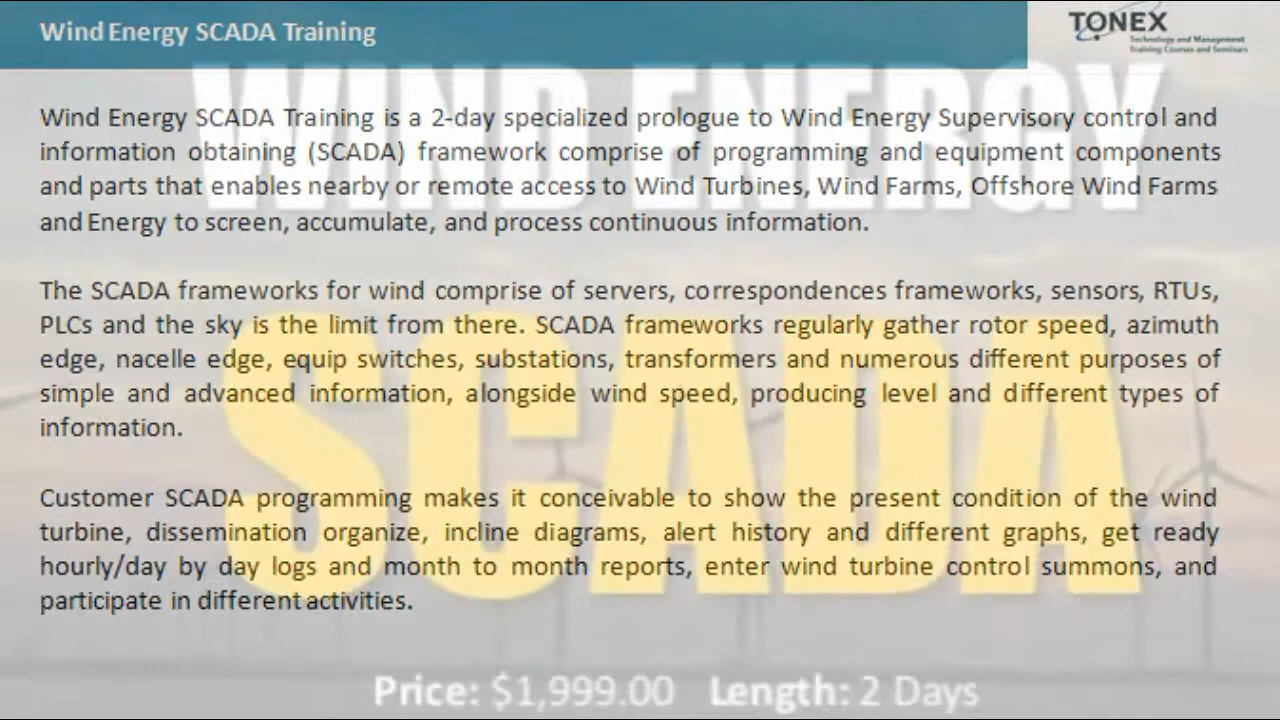 Wind Energy SCADA Training
TONEX
Technology and Management
Training Courses and Seminars
WIND ENERGY
Wind Energy SCADA Training is a 2-day specialized prologue to Wind Energy Supervisory control and
information obtaining (SCADA) framework comprise of programming and equipment components
and parts that enables nearby or remote access to Wind Turbines, Wind Farms, Offshore Wind Farms
and Energy to screen, accumulate, and process continuous information.
The SCADA frameworks for wind comprise of servers, correspondences frameworks, sensors, RTUs,
PLCs and the sky is the limit from there. SCADA frameworks regularly gather rotor speed, azimuth
edge, nacelle edge, equip switches, substations, transformers and numerous different purposes of
simple and advanced information, alongside wind speed, producing level and different types of
information.
SCADA
Customer SCADA programming makes it conceivable to show the present condition of the wind
turbine, dissemination organize, incline diagrams, alert history and different graphs, get ready
hourly/day by day logs and month to month reports, enter wind turbine control summons, and
participate in different activities.
Price: $1,999.00 Length: 2 Days